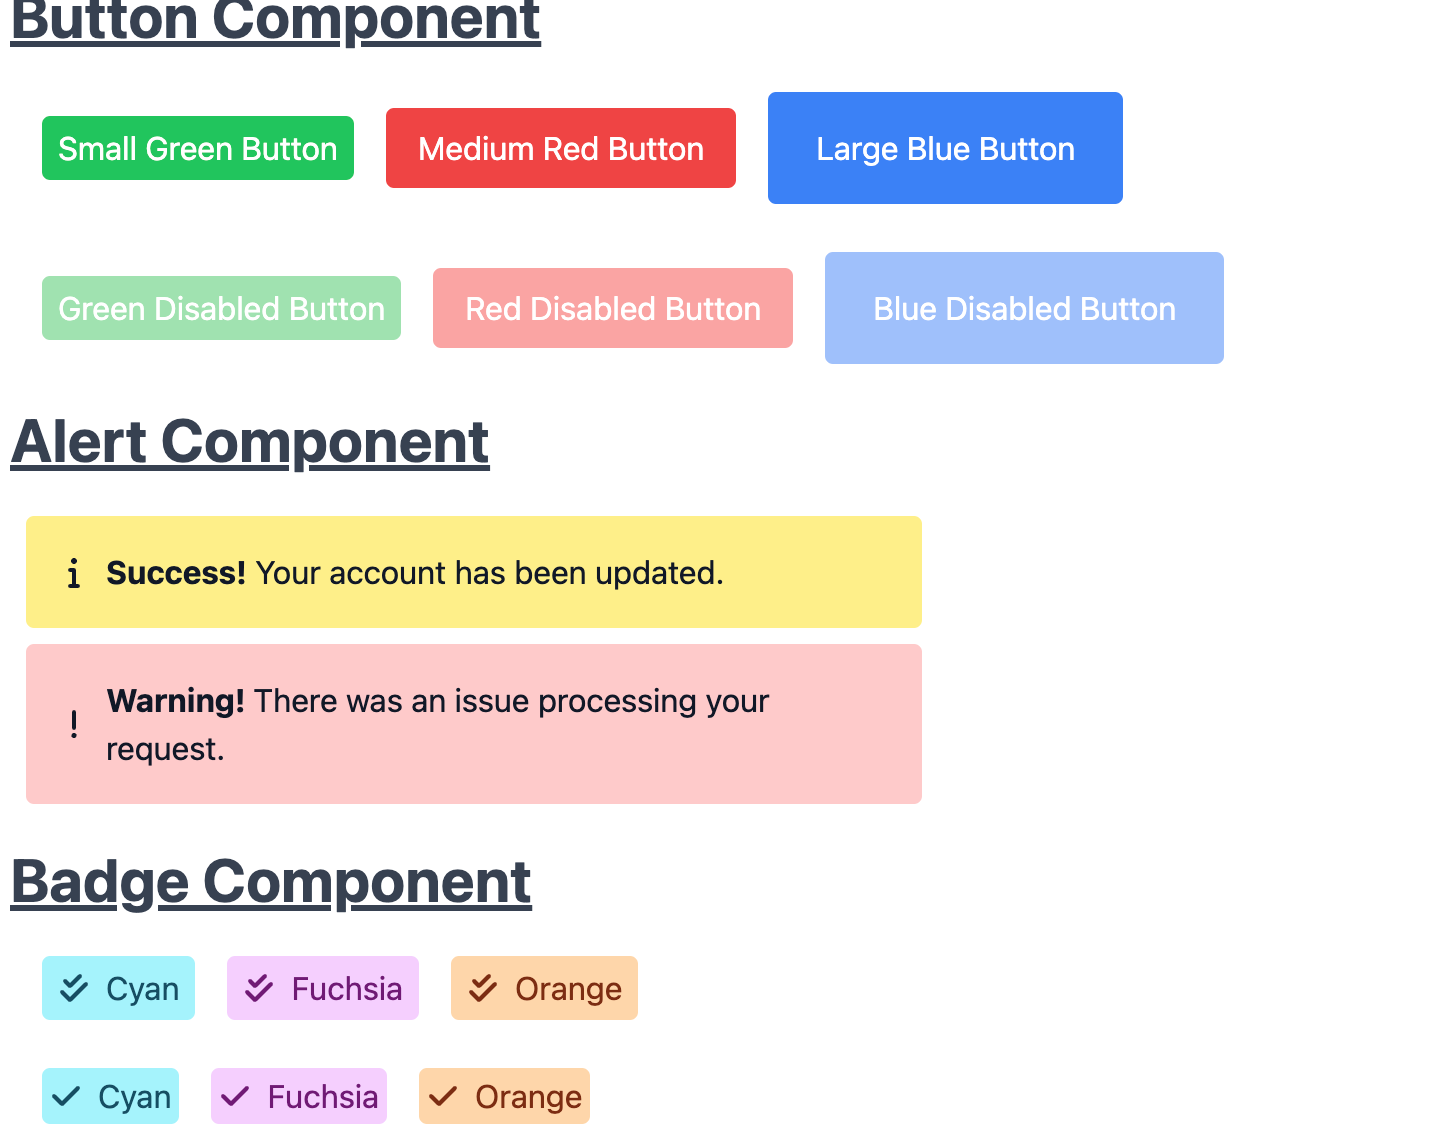 Button Component
Small Green Button Medium Red Button Large Blue Button
Green Disabled Button Red Disabled Button Blue Disabled Button
Alert Component
Success! Your account has been updated.
Warning! There was an issue processing your
request.
Badge Component
Cyan Fuchsia Orange
Cyan Fuchsia Orange